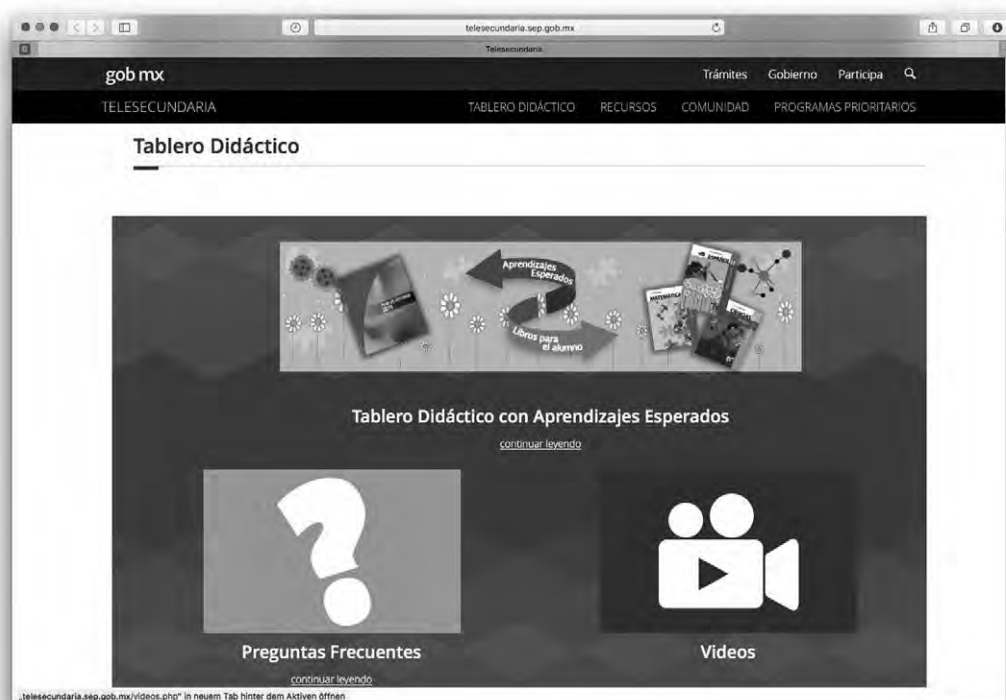 telesecundaria.sep.gob.mx
Telesecundaria
gob mx
Trámites Gobierno Participa
TELESECUNDARIA
TABLERO DIDÁCTICO RECURSOS COMUNIDAD PROGRAMAS PRIORITARIOS
Tablero Didáctico
Aprendizajes
Esperados
Libros para
el alumno
Tablero Didáctico con Aprendizajes Esperados
continuar leyendo
Preguntas Frecuentes
continuar leyendo
Videos
„telesecundaria.sep.gob.mx/videos.php" in neuem Tab hinter dem Aktiven öffnen